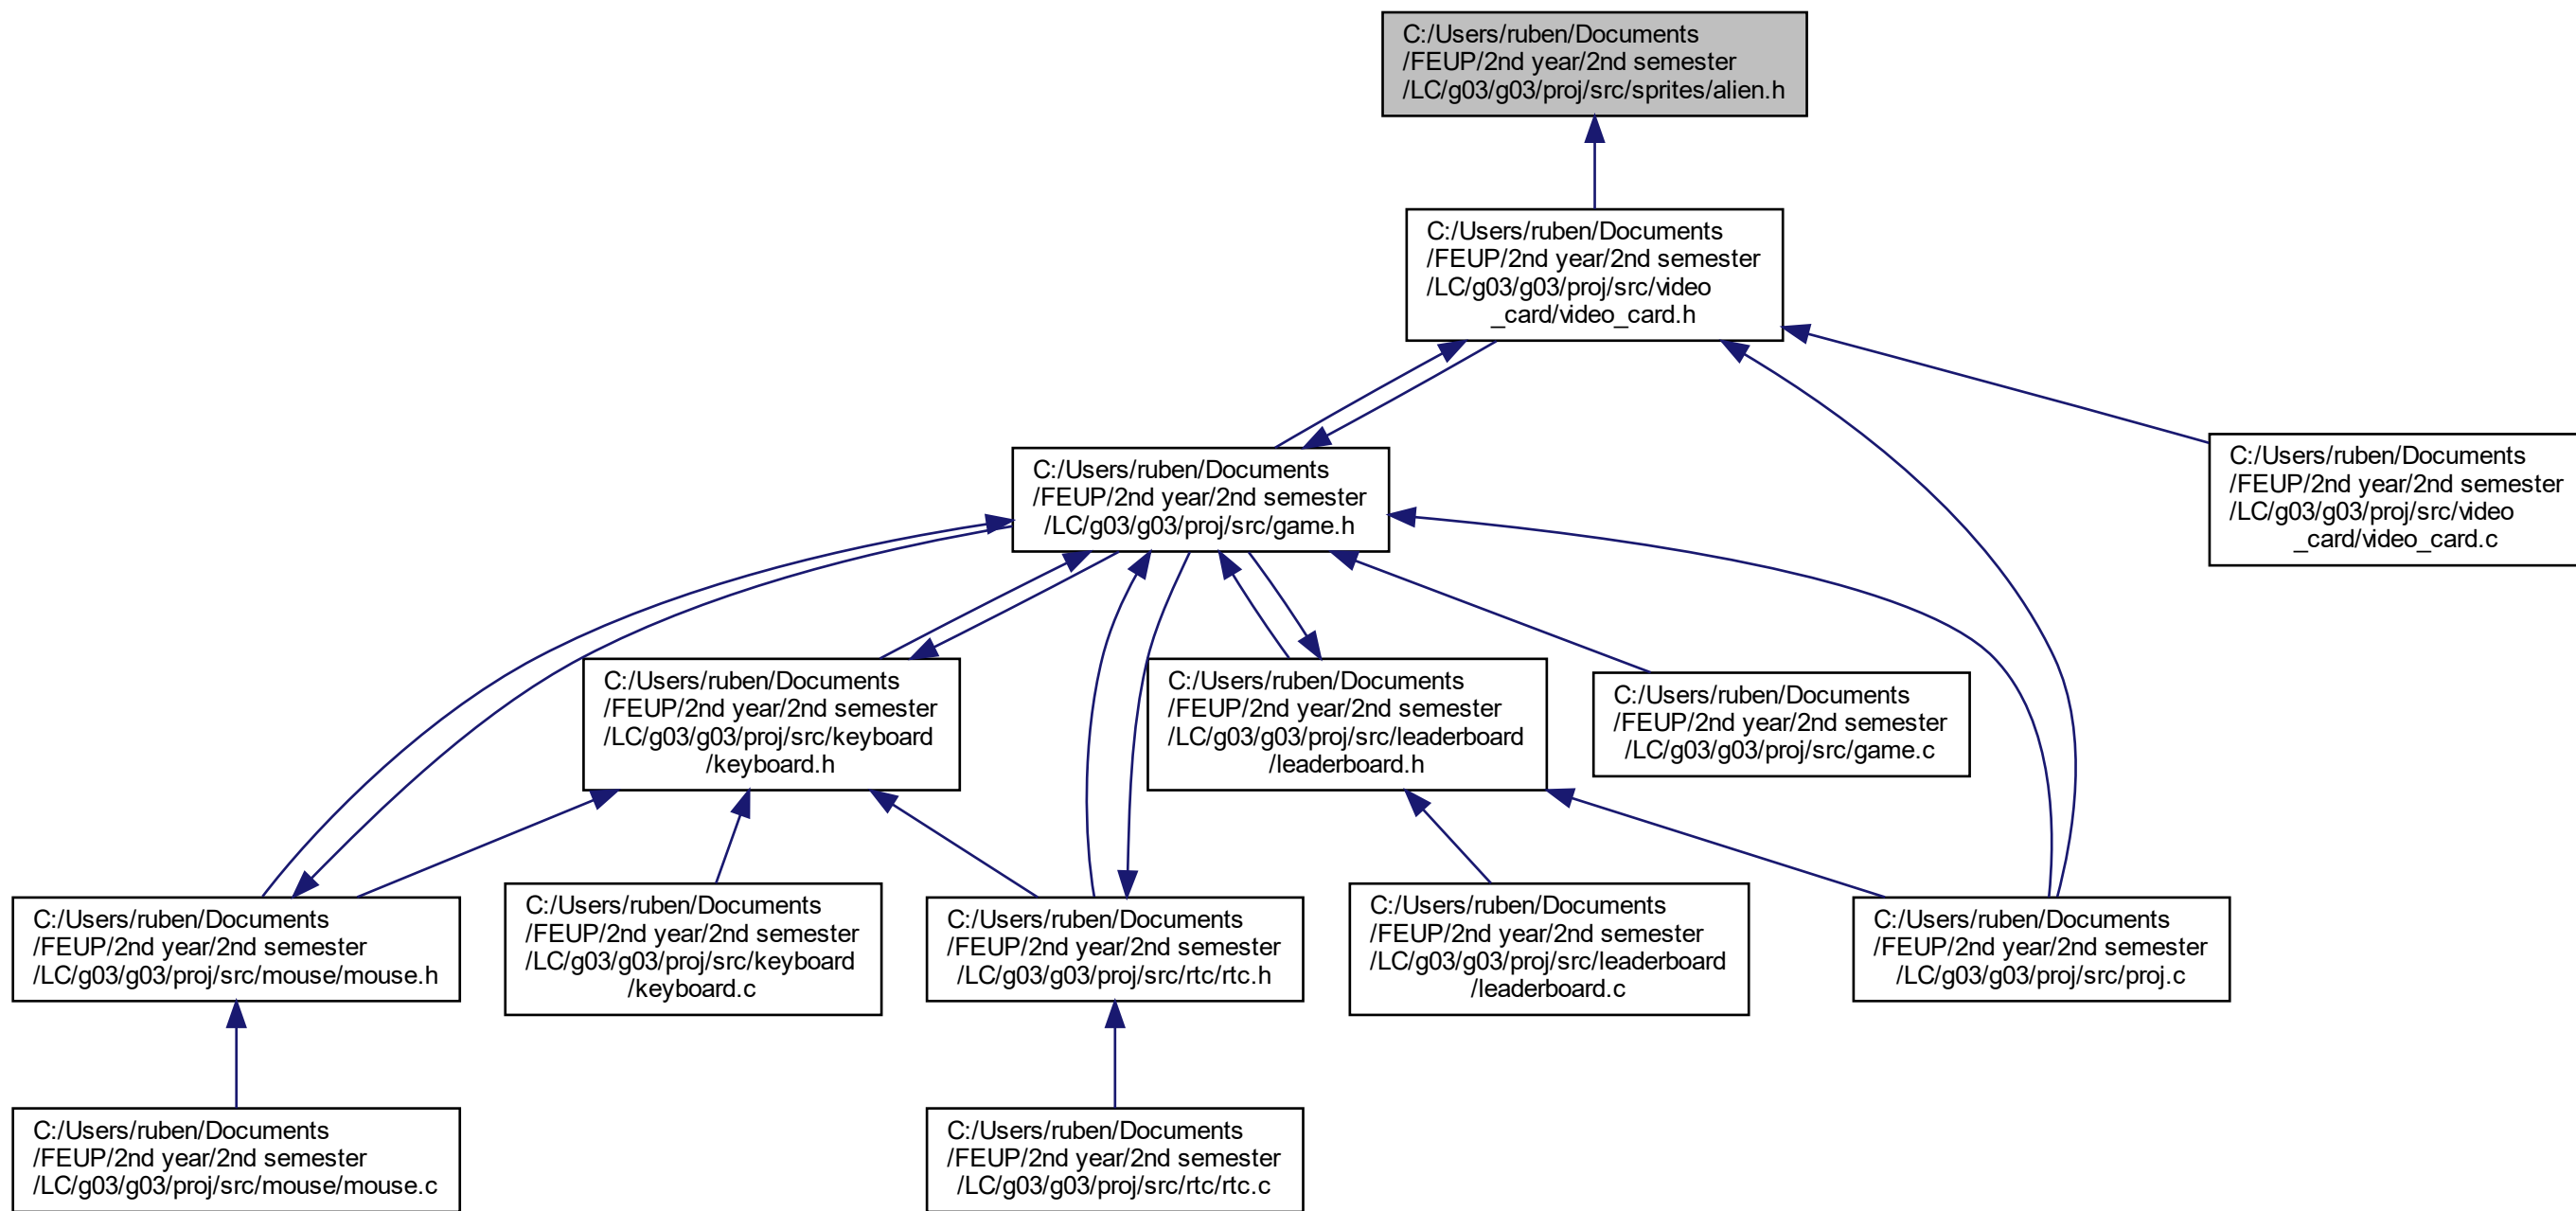 C:/Users/ruben/Documents
/FEUP/2nd year/2nd semester
/LC/g03/g03/proj/src/sprites/alien.h
C:/Users/ruben/Documents
/FEUP/2nd year/2nd semester
/LC/g03/g03/proj/src/video
_card/video_card.h
C:/Users/ruben/Documents
/FEUP/2nd year/2nd semester
/LC/g03/g03/proj/src/game.h
C:/Users/ruben/Documents
/FEUP/2nd year/2nd semester
/LC/g03/g03/proj/src/video
_card/video_card.c
C:/Users/ruben/Documents
/FEUP/2nd year/2nd semester
/LC/g03/g03/proj/src/keyboard
/keyboard.h
C:/Users/ruben/Documents
/FEUP/2nd year/2nd semester
/LC/g03/g03/proj/src/leaderboard
/leaderboard.h
C:/Users/ruben/Documents
/FEUP/2nd year/2nd semester
/LC/g03/g03/proj/src/game.c
C:/Users/ruben/Documents
/FEUP/2nd year/2nd semester
/LC/g03/g03/proj/src/mouse/mouse.h
C:/Users/ruben/Documents
/FEUP/2nd year/2nd semester
/LC/g03/g03/proj/src/keyboard
/keyboard.c
C:/Users/ruben/Documents
/FEUP/2nd year/2nd semester
/LC/g03/g03/proj/src/rtc/rtc.h
C:/Users/ruben/Documents
/FEUP/2nd year/2nd semester
/LC/g03/g03/proj/src/leaderboard
/leaderboard.c
C:/Users/ruben/Documents
/FEUP/2nd year/2nd semester
/LC/g03/g03/proj/src/proj.c
C:/Users/ruben/Documents
/FEUP/2nd year/2nd semester
/LC/g03/g03/proj/src/mouse/mouse.c
C:/Users/ruben/Documents
/FEUP/2nd year/2nd semester
/LC/g03/g03/proj/src/rtc/rtc.c